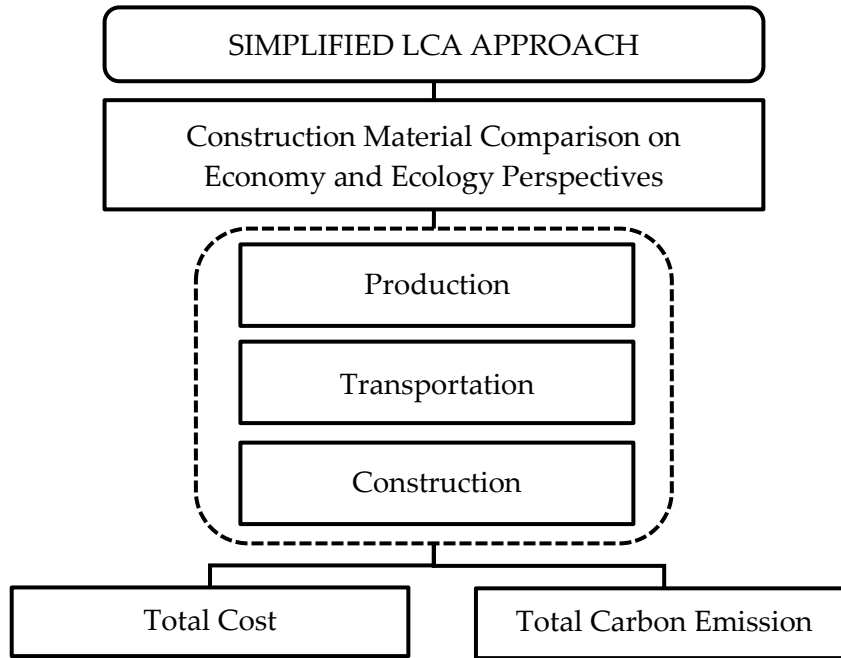 SIMPLIFIED LCA APPROACH
Construction Material Comparison on
Economy and Ecology Perspectives
Production
Transportation
Construction
Total Cost
Total Carbon Emission